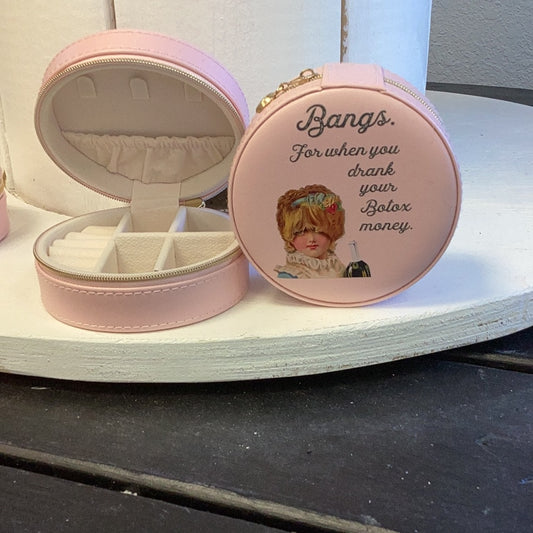 Bangs.
For when you
drank
your
Botox
money.